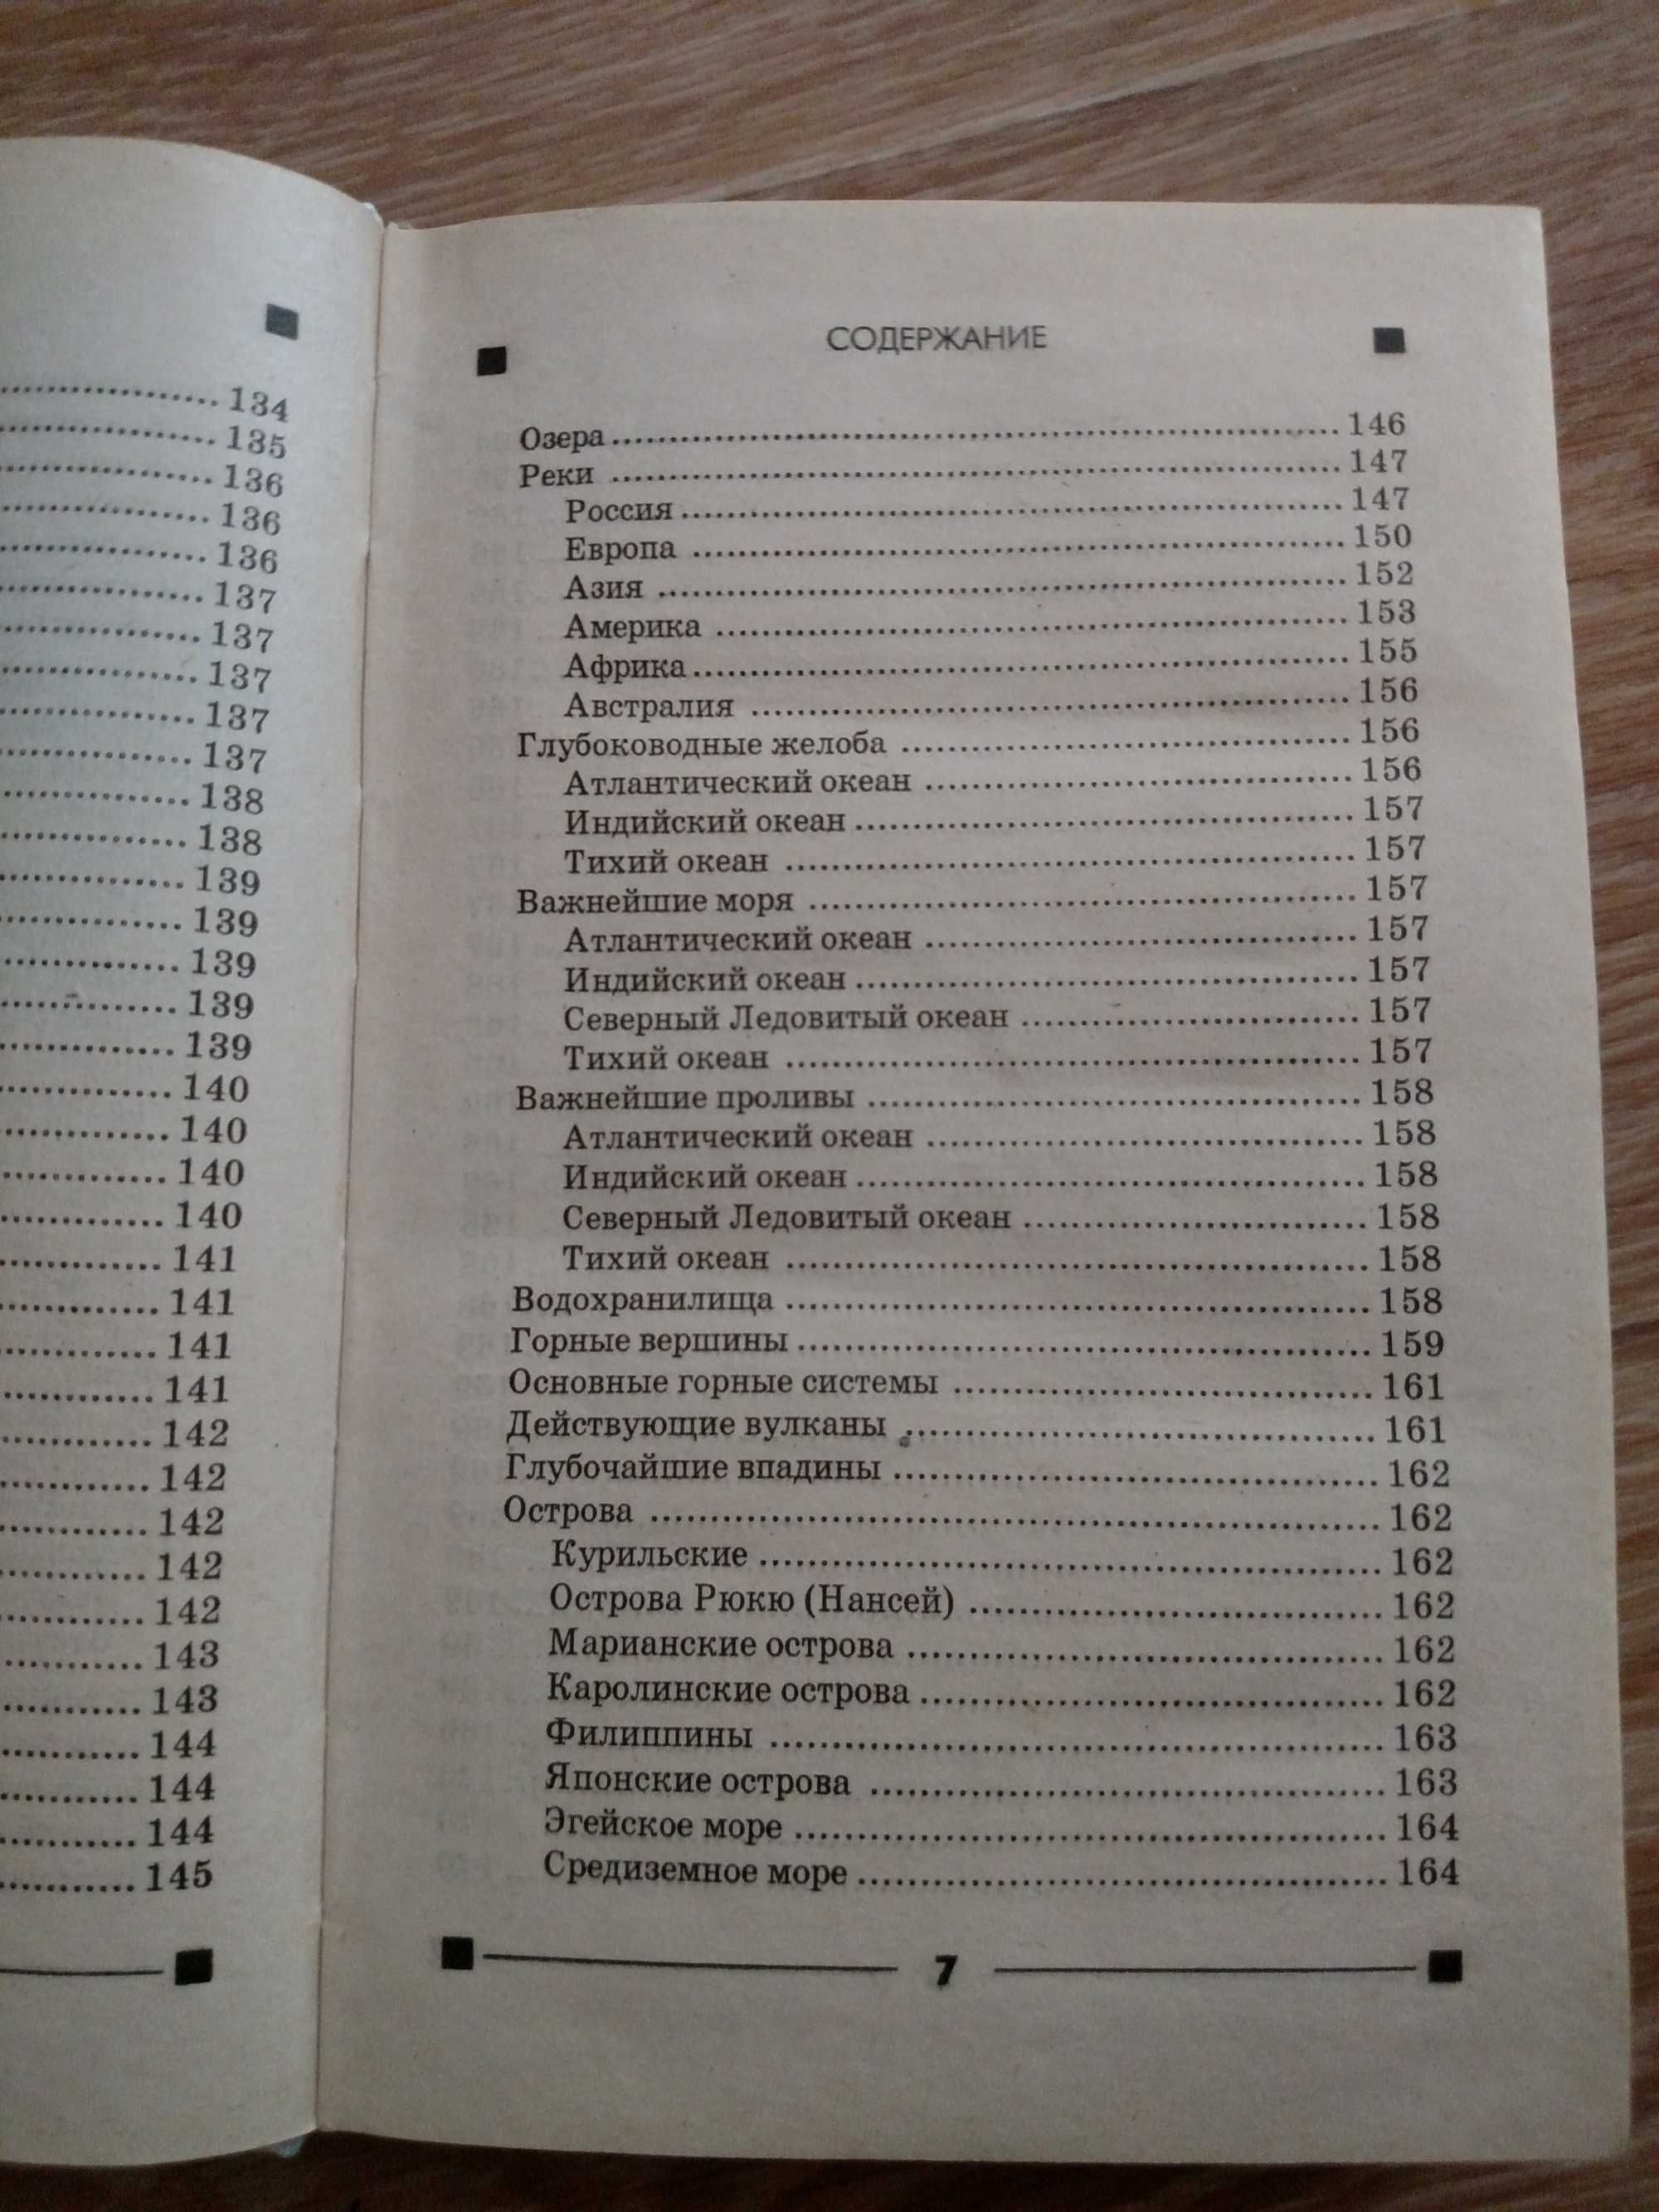 134
135
136
136
136
137
137
137
137
137
138
138
139
139
139
139
139
140
140
140
140
141
141
141
141
142
142
142
142
142
143
143
144
144
144
145
СОДЕРЖАНИЕ
Озера 146
Реки 147
Россия 147
Европа 150
Азия 152
Америка 153
Африка 155
Австралия 156
Глубоководные желоба 156
Атлантический океан 156
Индийский океан 157
Тихий океан 157
Важнейшие моря 157
Атлантический океан 157
Индийский океан 157
Северный Ледовитый океан 157
Тихий океан 157
Важнейшие проливы 158
Атлантический океан 158
Индийский океан 158
Северный Ледовитый океан 158
Тихий океан 158
Водохранилища 158
Горные вершины 159
Основные горные системы 161
Действующие вулканы 161
Глубочайшие впадины 162
Острова 162
Курильские 162
Острова Рюкю (Нансей) 162
Марианские острова 162
Каролинские острова 162
Филиппины 163
Японские острова 163
Эгейское море 164
Средиземное море 164
7